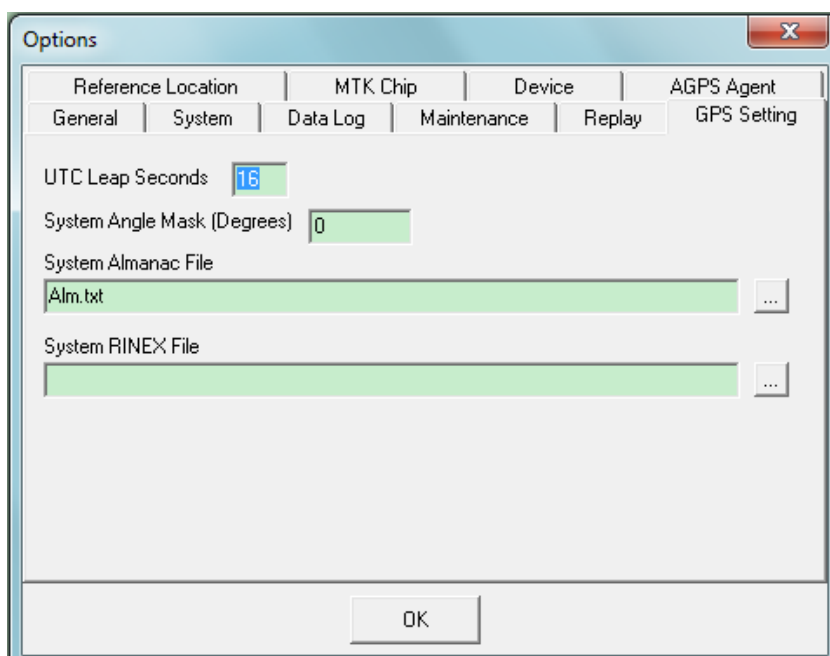 Options
Reference Location MTK Chip Device AGPS Agent
General System Data Log Maintenance Replay GPS Setting
UTC Leap Seconds 16
System Angle Mask (Degrees) 0
System Almanac File
Alm.txt ...
System RINEX File
...
OK